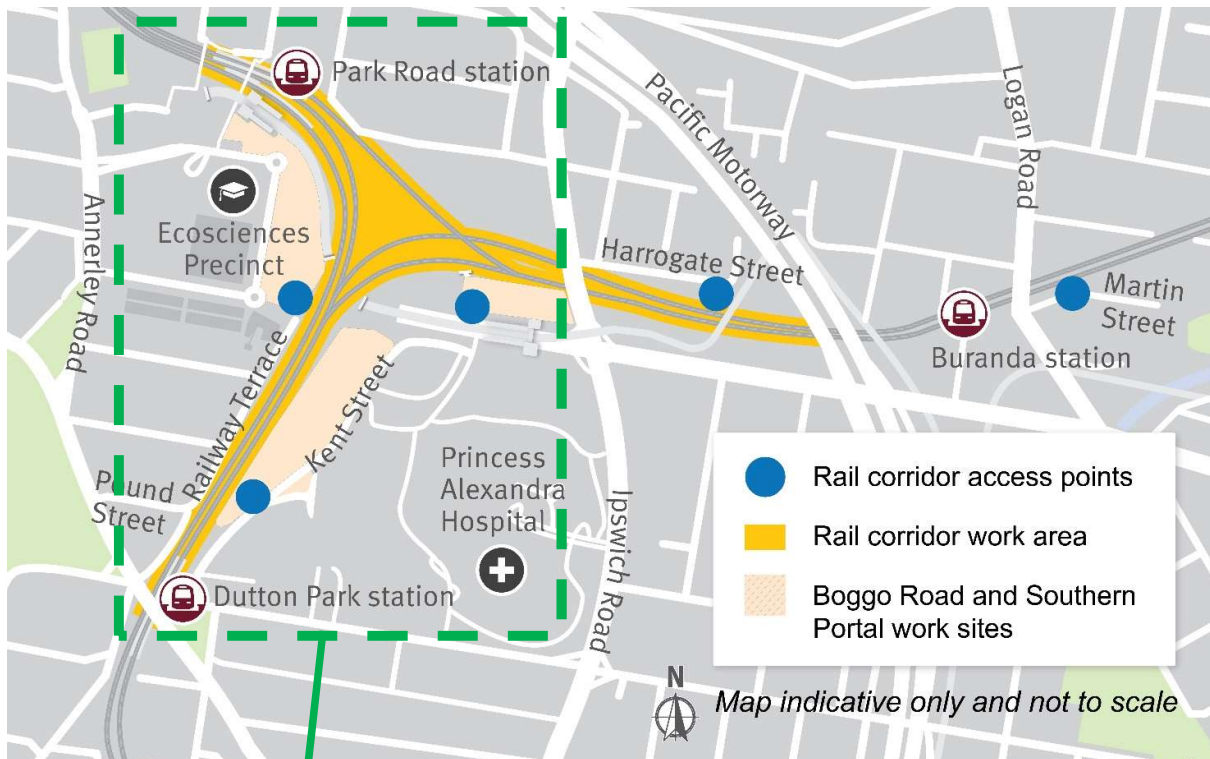 Park Road station
Pacific Motorway
Logan Road
Annerley Road
Ecosciences
Precinct
Harrogate Street
Martin
Street
Buranda station
Railway Terrace
Kent Street
Pound
Street
Princess
Alexandra
Hospital
Ipswich Road
Dutton Park station
Rail corridor access points
Rail corridor work area
Boggo Road and Southern
Portal work sites
N
Map indicative only and not to scale